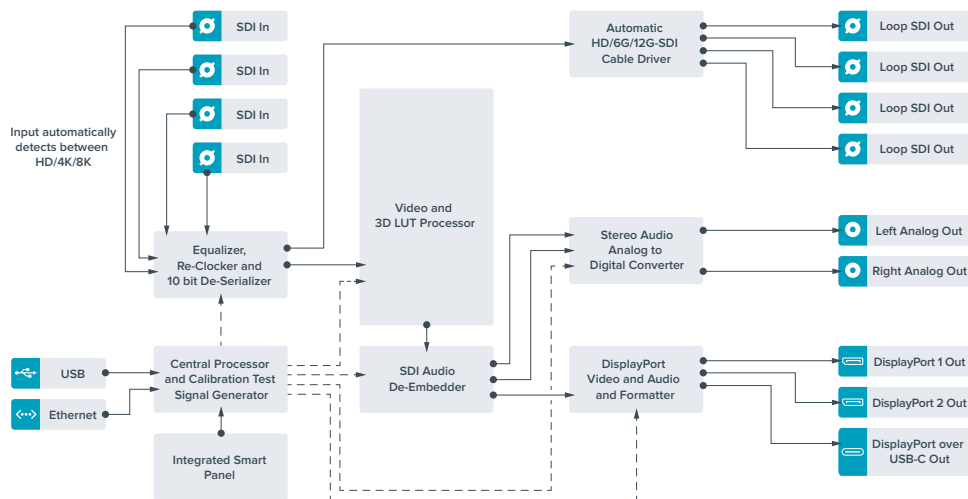 SDI In
SDI In
SDI In
SDI In
Input automatically
detects between
HD/4K/8K
Equalizer,
Re-Clocker and
10 bit De-Serializer
Video and
3D LUT Processor
Automatic
HD/6G/12G-SDI
Cable Driver
Loop SDI Out
Loop SDI Out
Loop SDI Out
Loop SDI Out
Stereo Audio
Analog to
Digital Converter
Left Analog Out
Right Analog Out
USB
Ethernet
Central Processor
and Calibration Test
Signal Generator
SDI Audio
De-Embedder
DisplayPort
Video and Audio
and Formatter
DisplayPort 1 Out
DisplayPort 2 Out
DisplayPort over
USB-C Out
Integrated Smart
Panel